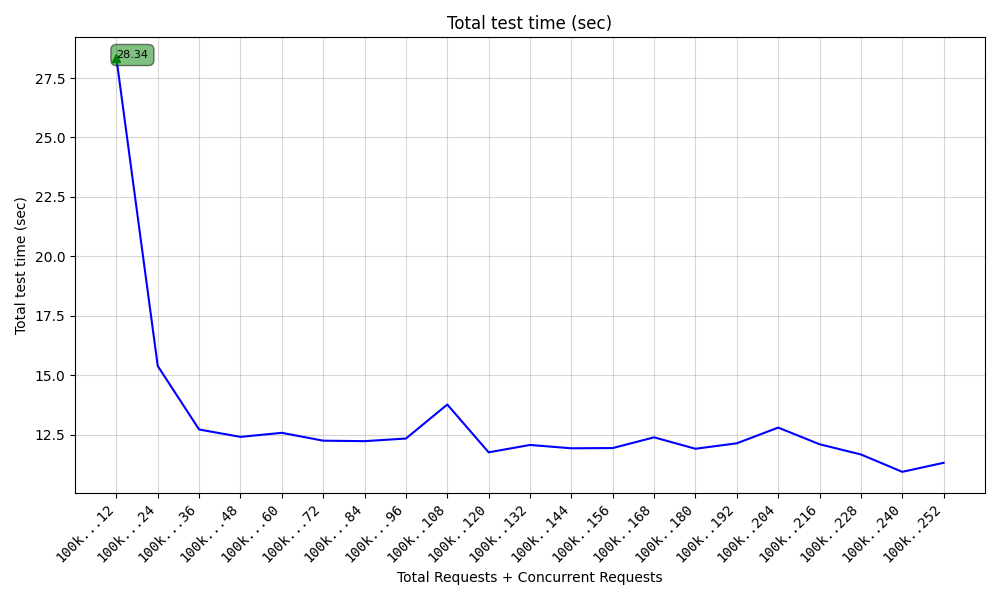 Total test time (sec)
28.34
27.5
25.0
22.5
20.0
17.5
15.0
12.5
Total test time (sec)
100k...12
100k...24
100k...36
100k...48
100k...60
100k...72
100k...84
100k...96
100k..108
100k..120
100k..132
100k..144
100k..156
100k..168
100k..180
100k..192
100k..204
100k..216
100k..228
100k..240
100k..252
Total Requests + Concurrent Requests